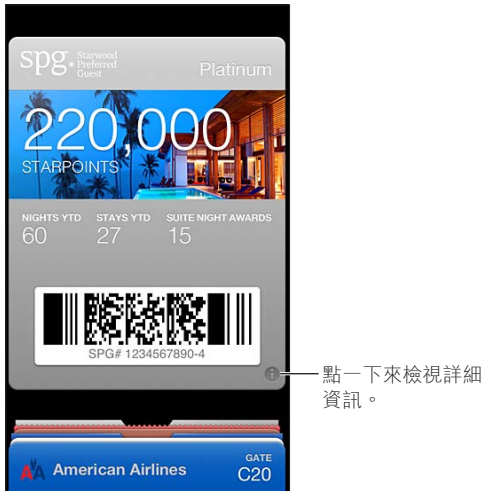 spg. Starwood
Preferred
Guest
Platinum
220,000
STARPOINTS
NIGHTS YTD STAYS YTD SUITE NIGHT AWARDS
60 27 15
SPG# 1234567890-4
點一下來檢視詳細
資訊。
AA American Airlines
GATE
C20